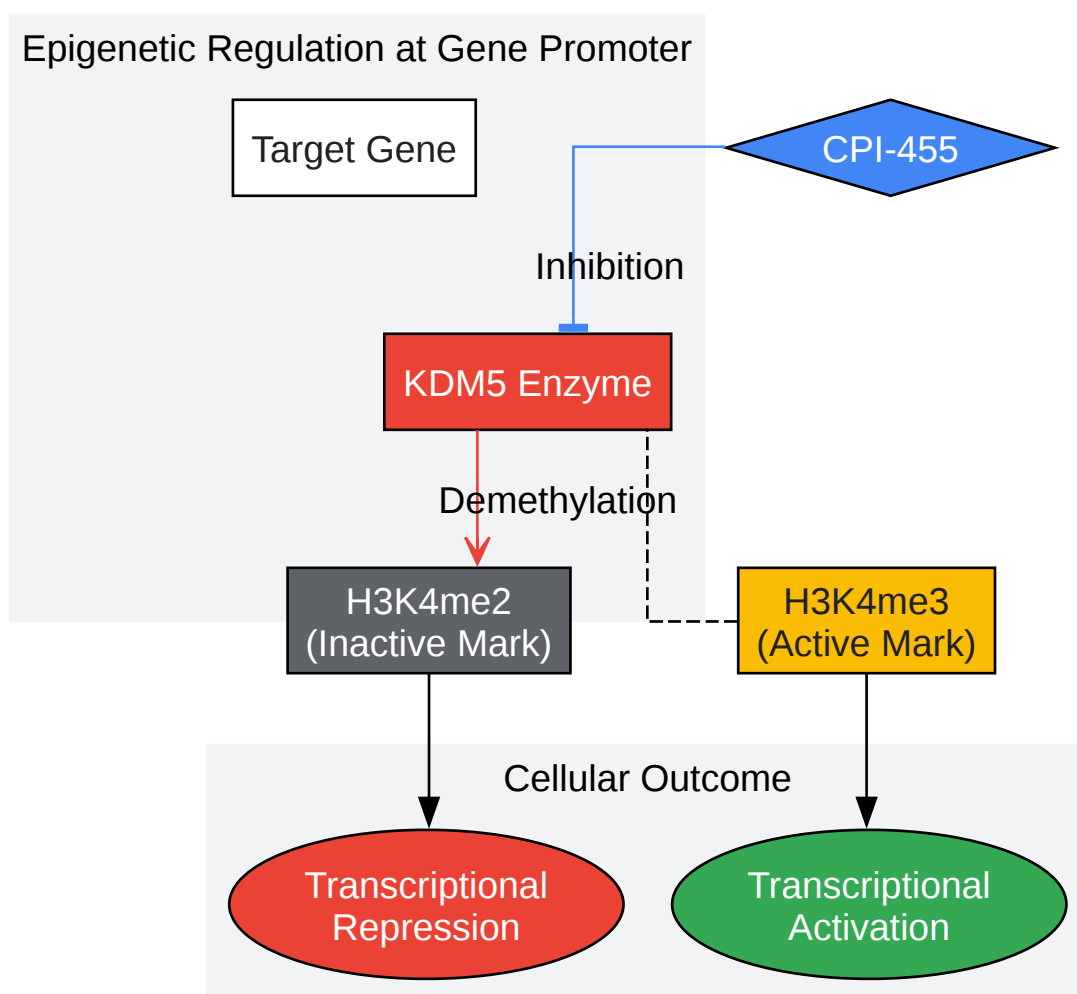 Epigenetic Regulation at Gene Promoter
Target Gene
CPI-455
Inhibition
KDM5 Enzyme
Demethylation
H3K4me2
(Inactive Mark)
H3K4me3
(Active Mark)
Cellular Outcome
Transcriptional
Repression
Transcriptional
Activation